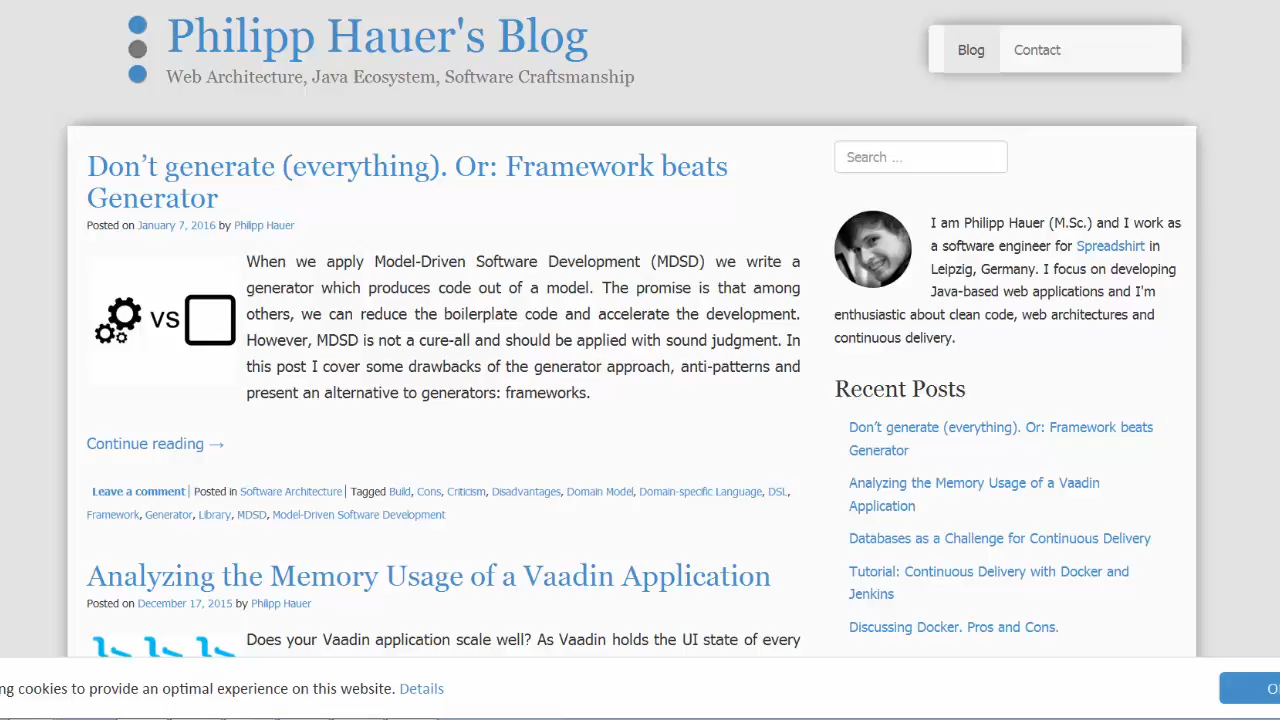 Philipp Hauer's Blog
Web Architecture, Java Ecosystem, Software Craftsmanship
Blog
Contact
Don’t generate (everything). Or: Framework beats
Generator
Posted on January 7, 2016 by Philipp Hauer
VS
When we apply Model-Driven Software Development (MDSD) we write a
generator which produces code out of a model. The promise is that among
others, we can reduce the boilerplate code and accelerate the development.
However, MDSD is not a cure-all and should be applied with sound judgment. In
this post I cover some drawbacks of the generator approach, anti-patterns and
present an alternative to generators: frameworks.
Continue reading →
Leave a comment | Posted in Software Architecture | Tagged Build, Cons, Criticism, Disadvantages, Domain Model, Domain-specific Language, DSL,
Framework, Generator, Library, MDSD, Model-Driven Software Development
Analyzing the Memory Usage of a Vaadin Application
Posted on December 17, 2015 by Philipp Hauer
Does your Vaadin application scale well? As Vaadin holds the UI state of every
Search ...
I am Philipp Hauer (M.Sc.) and I work as
a software engineer for Spreadshirt in
Leipzig, Germany. I focus on developing
Java-based web applications and I'm
enthusiastic about clean code, web architectures and
continuous delivery.
Recent Posts
Don’t generate (everything). Or: Framework beats
Generator
Analyzing the Memory Usage of a Vaadin
Application
Databases as a Challenge for Continuous Delivery
Tutorial: Continuous Delivery with Docker and
Jenkins
Discussing Docker. Pros and Cons.
ng cookies to provide an optimal experience on this website. Details